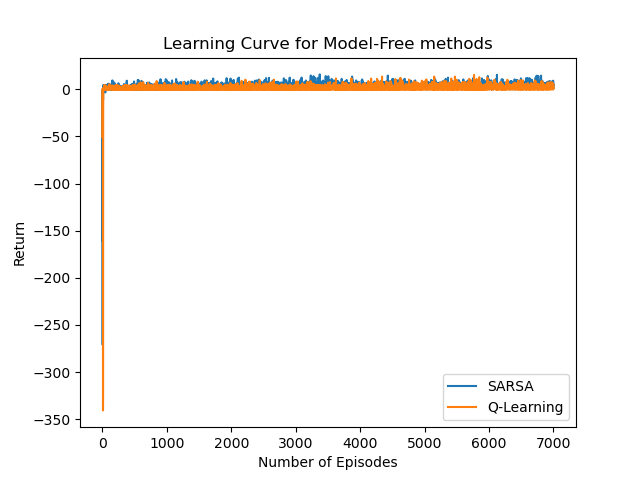 Learning Curve for Model-Free methods
0
−50
−100
−150
−200
−250
−300
−350
Return
0 1000 2000 3000 4000 5000 6000 7000
Number of Episodes
SARSA
Q-Learning